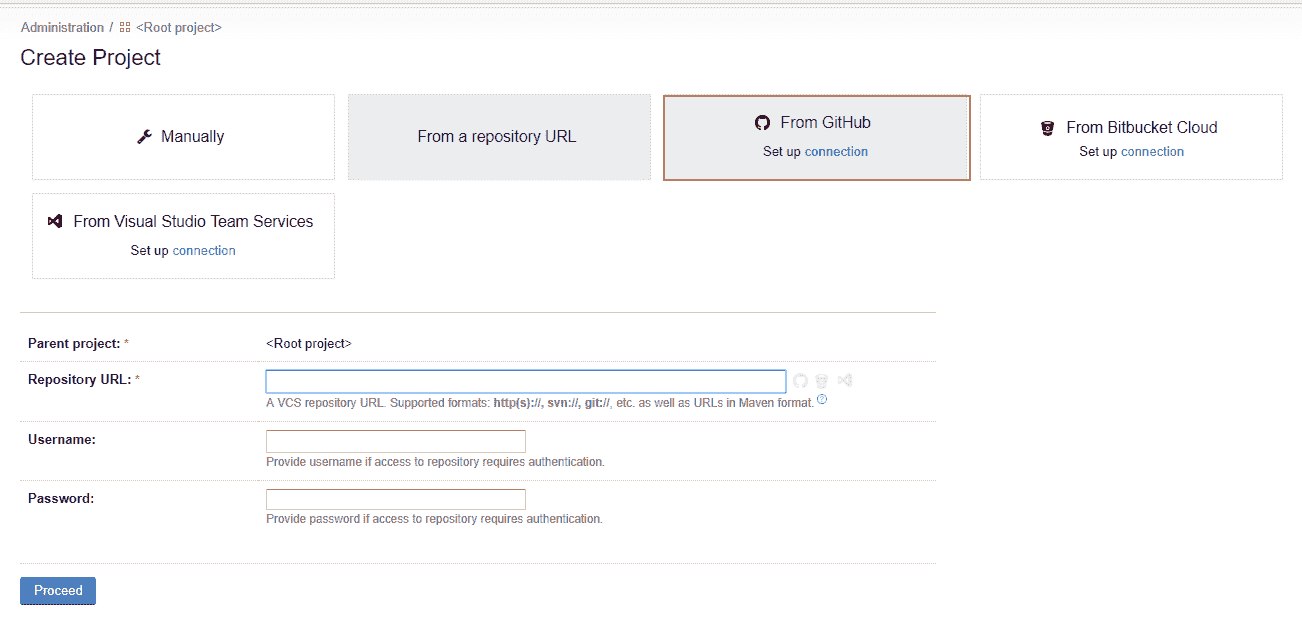 Administration / <Root project>
Create Project
Manually
From a repository URL
From GitHub
Set up connection
From Bitbucket Cloud
Set up connection
From Visual Studio Team Services
Set up connection
Parent project: * <Root project>
Repository URL: *
A VCS repository URL. Supported formats: http(s)://, svn://, git://, etc. as well as URLs in Maven format. ?
Username:
Provide username if access to repository requires authentication.
Password:
Provide password if access to repository requires authentication.
Proceed